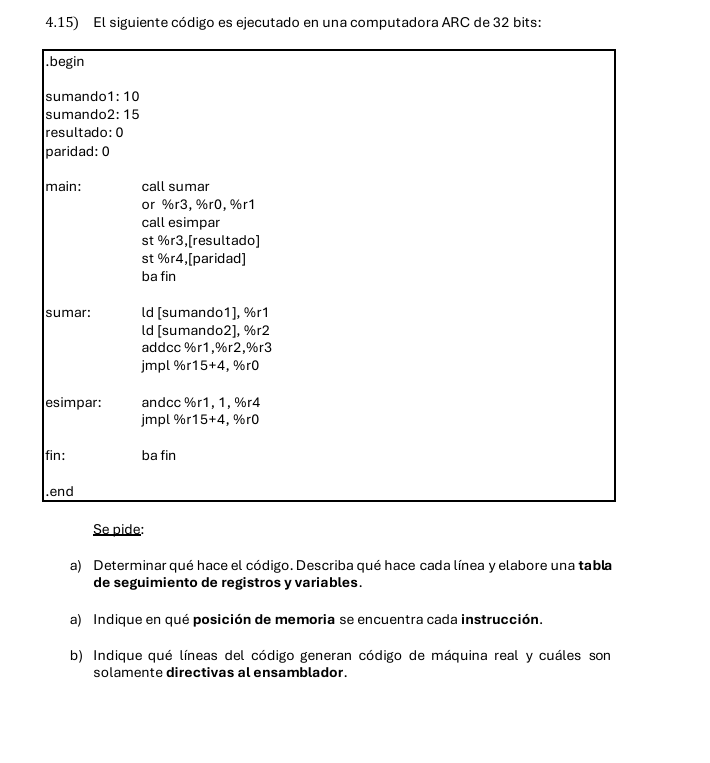 4.15) El siguiente código es ejecutado en una computadora ARC de 32 bits:
.begin
sumando1: 10
sumando2: 15
resultado: 0
paridad: 0
main: call sumar
or %r3, %r0, %r1
call esimpar
st %r3,[resultado]
st %r4,[paridad]
ba fin
sumar: ld [sumando1], %r1
ld [sumando2], %r2
addcc %r1,%r2,%r3
jmpl %r15+4, %r0
esimpar: andcc %r1, 1, %r4
jmpl %r15+4, %r0
fin: ba fin
.end
Se pide:
a) Determinar qué hace el código. Describa qué hace cada línea y elabore una tabla
de seguimiento de registros y variables.
a) Indique en qué posición de memoria se encuentra cada instrucción.
b) Indique qué líneas del código generan código de máquina real y cuáles son
solamente directivas al ensamblador.